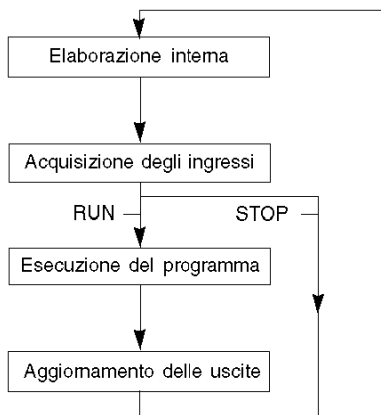 Elaborazione interna
Acquisizione degli ingressi
RUN STOP
Esecuzione del programma
Aggiornamento delle uscite